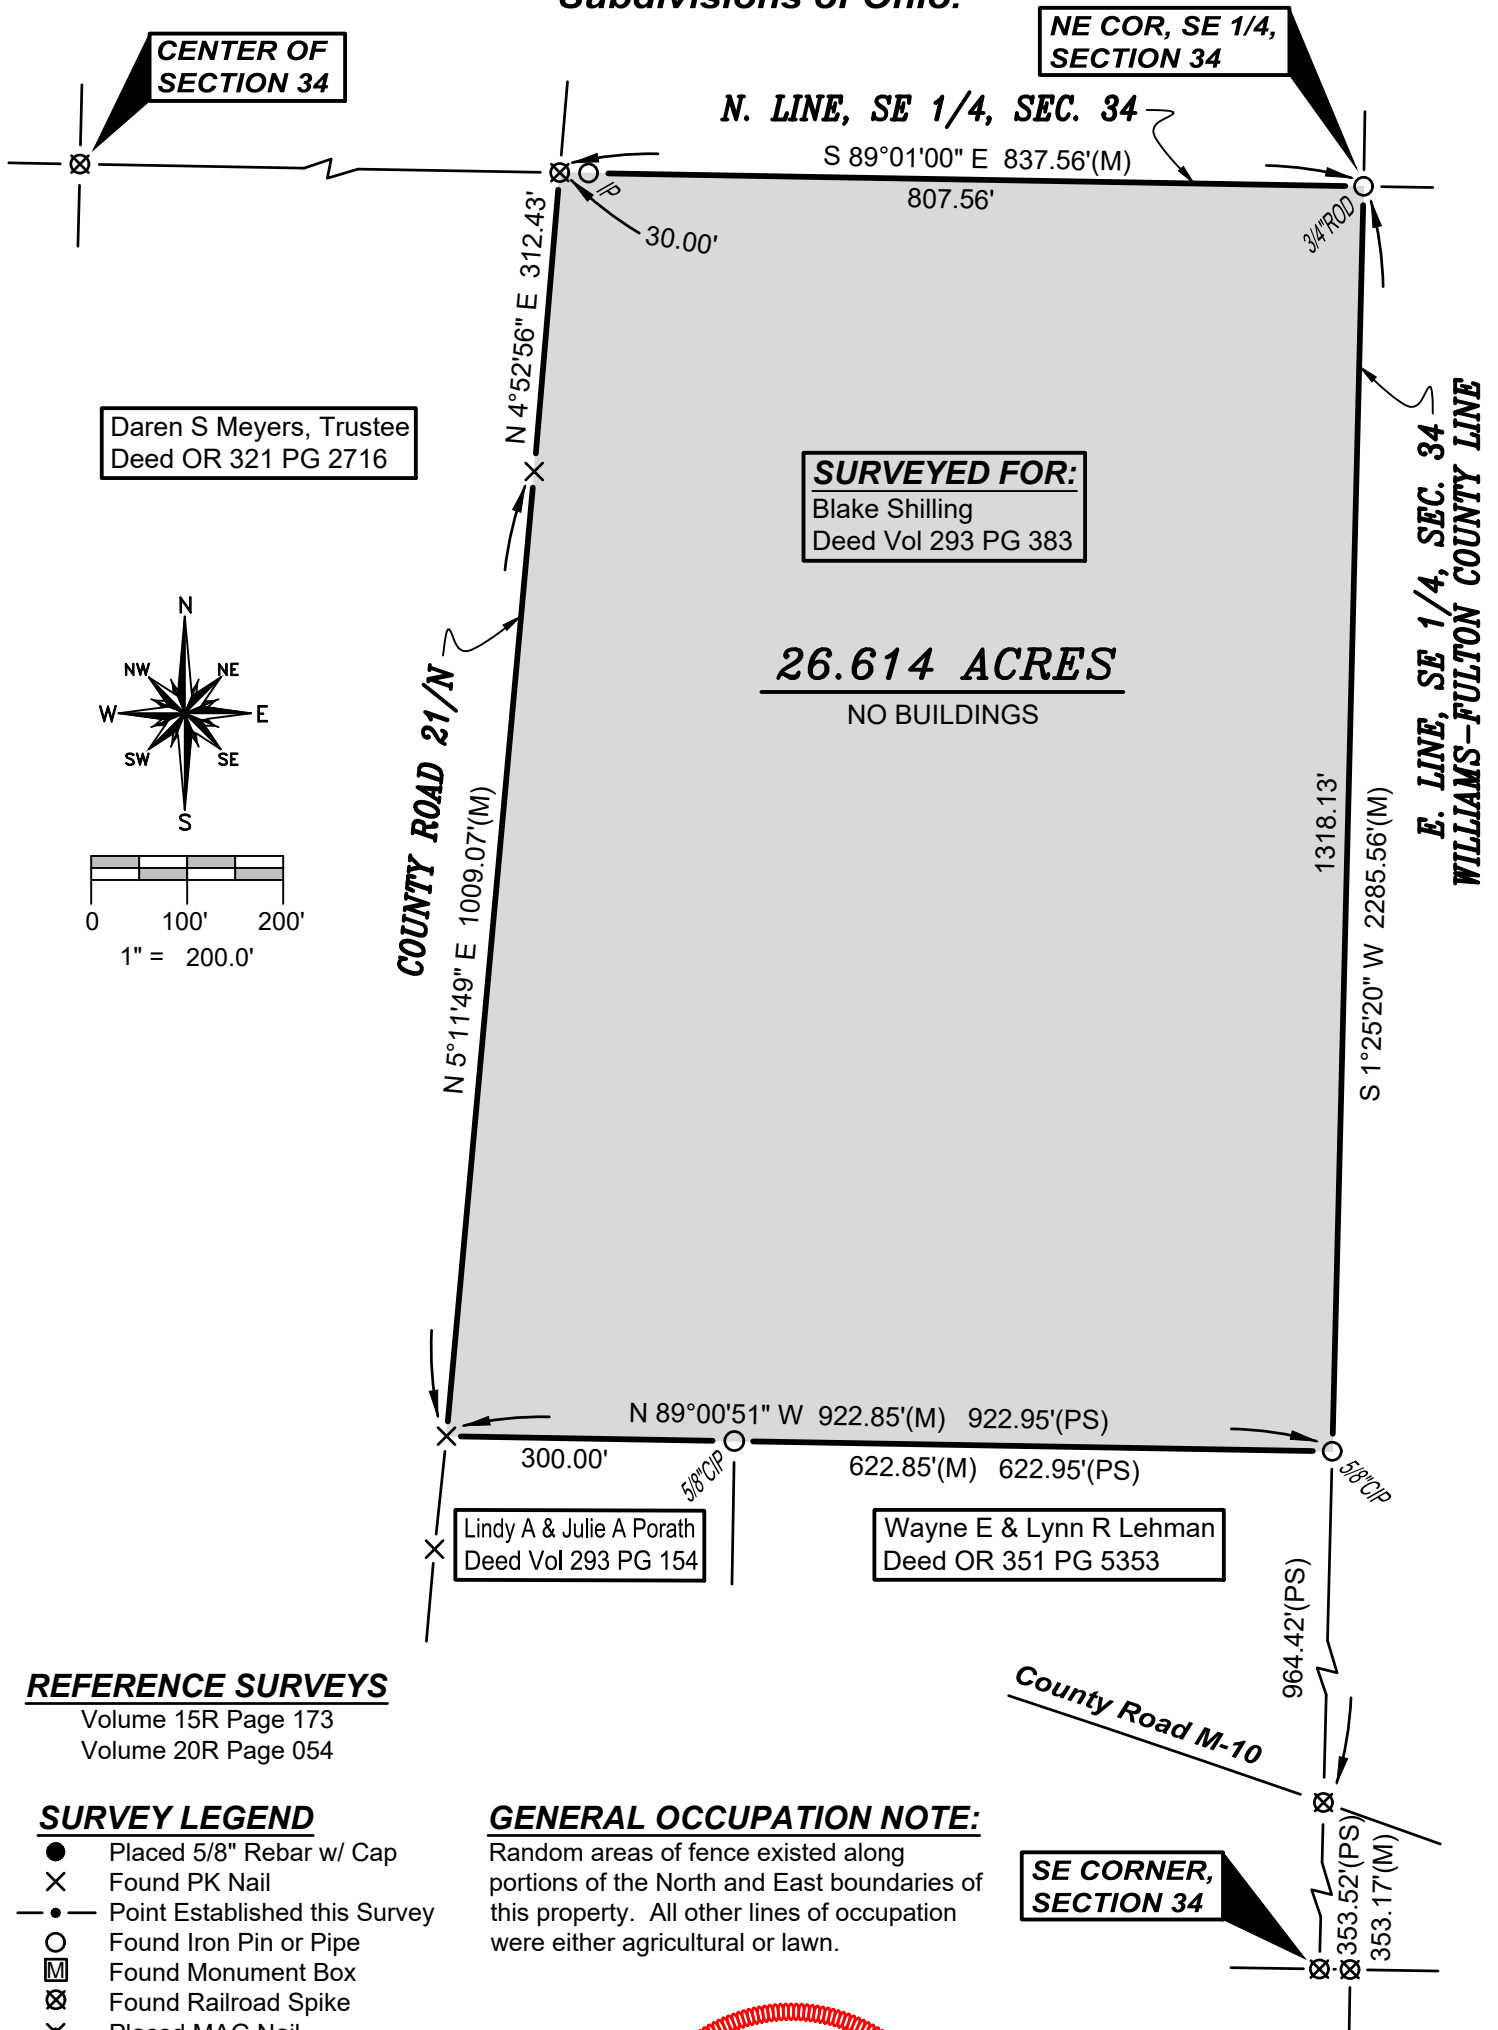 Subdivisions of Ohio.
CENTER OF
SECTION 34
NE COR, SE 1/4,
SECTION 34
N. LINE, SE 1/4, SEC. 34
S 89°01'00" E 837.56'(M)
807.56'
IP
30.00'
3/4"ROD
N 4°52'56" E 312.43'
Daren S Meyers, Trustee
Deed OR 321 PG 2716
SURVEYED FOR:
Blake Shilling
Deed Vol 293 PG 383
E. LINE, SE 1/4, SEC. 34
WILLIAMS-FULTON COUNTY LINE
26.614 ACRES
NO BUILDINGS
N
NW
NE
W
E
SW
SE
S
COUNTY ROAD 21/N
N 5°11'49" E 1009.07'(M)
1318.13'
S 1°25'20" W 2285.56'(M)
0 100' 200'
1" = 200.0'
N 89°00'51" W 922.85'(M) 922.95'(PS)
300.00'
5/8"CIP
622.85'(M) 622.95'(PS)
5/8"CIP
Lindy A & Julie A Porath
Deed Vol 293 PG 154
Wayne E & Lynn R Lehman
Deed OR 351 PG 5353
964.42'(PS)
County Road M-10
REFERENCE SURVEYS
Volume 15R Page 173
Volume 20R Page 054
SURVEY LEGEND
Placed 5/8" Rebar w/ Cap
Found PK Nail
Point Established this Survey
Found Iron Pin or Pipe
M Found Monument Box
Found Railroad Spike
Placed MAG Nail
GENERAL OCCUPATION NOTE:
Random areas of fence existed along
portions of the North and East boundaries of
this property. All other lines of occupation
were either agricultural or lawn.
SE CORNER,
SECTION 34
353.52'(PS)
353.17'(M)